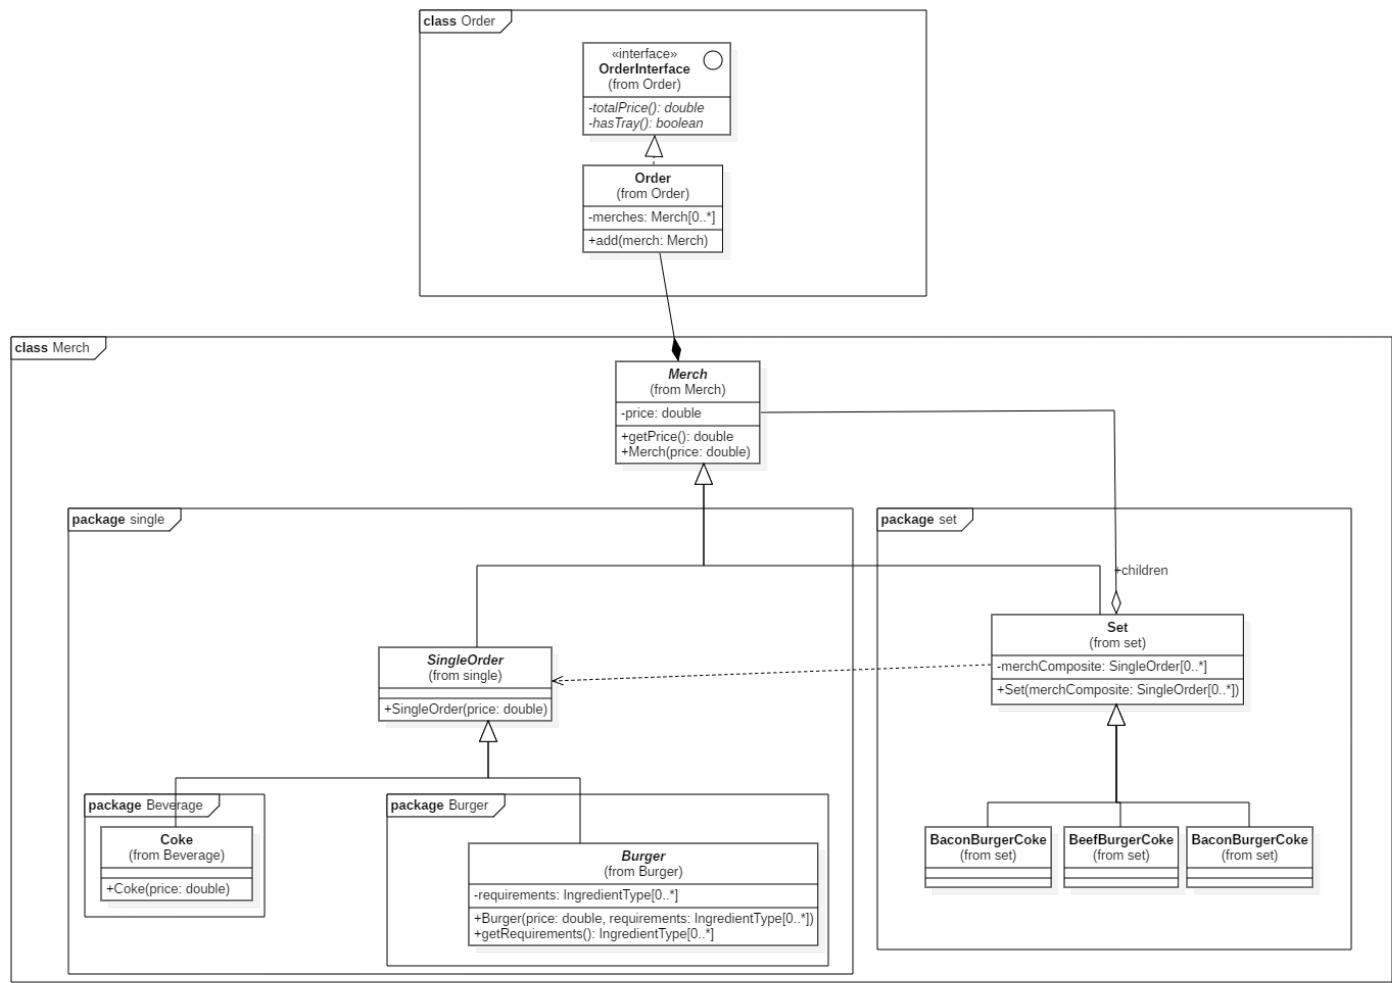 class Order
«interface»
OrderInterface
(from Order)
-totalPrice(): double
-hasTray(): boolean
Order
(from Order)
-merches: Merch[0..*]
+add(merch: Merch)
class Merch
Merch
(from Merch)
-price: double
+getPrice(): double
+Merch(price: double)
package single
package set
+children
SingleOrder
(from single)
+SingleOrder(price: double)
Set
(from set)
-merchComposite: SingleOrder[0..*]
+Set(merchComposite: SingleOrder[0..*])
package Beverage
Coke
(from Beverage)
+Coke(price: double)
package Burger
Burger
(from Burger)
-requirements: IngredientType[0..*]
+Burger(price: double, requirements: IngredientType[0..*])
+getRequirements(): IngredientType[0..*]
BaconBurgerCoke
(from set)
BeefBurgerCoke
(from set)
BaconBurgerCoke
(from set)